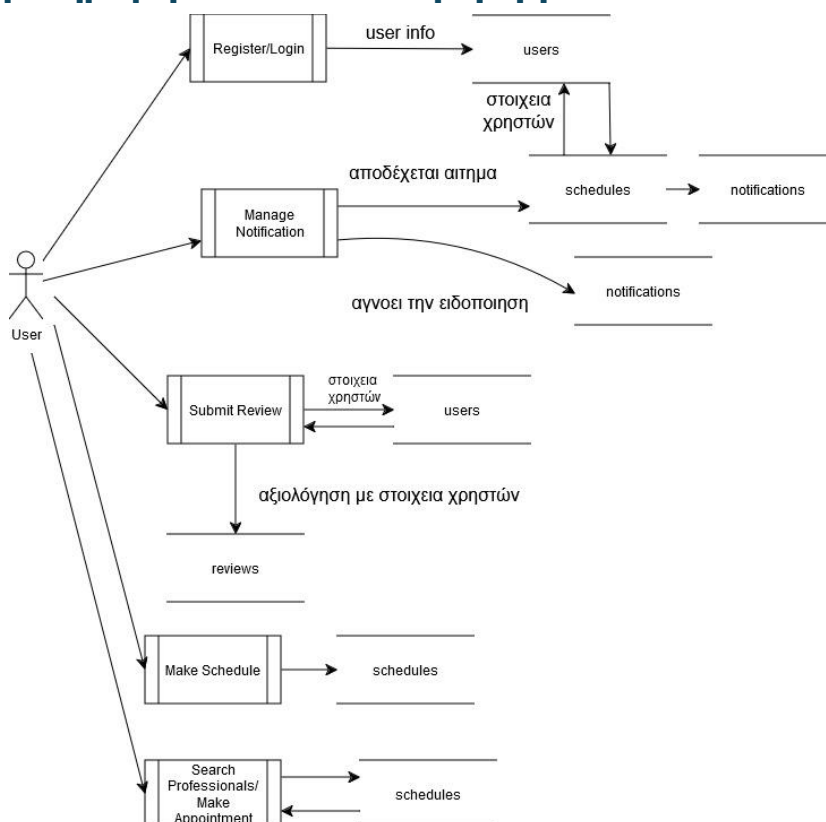 Register/Login
user info
users
στοιχεια
χρηστών
αποδέχεται αιτημα
schedules
notifications
Manage
Notification
notifications
αγνοει την ειδοποιηση
User
Submit Review
στοιχεια
χρηστών
users
αξιολόγηση με στοιχεια χρηστών
reviews
Make Schedule
schedules
Search
Professionals/
Make
Appointment
schedules